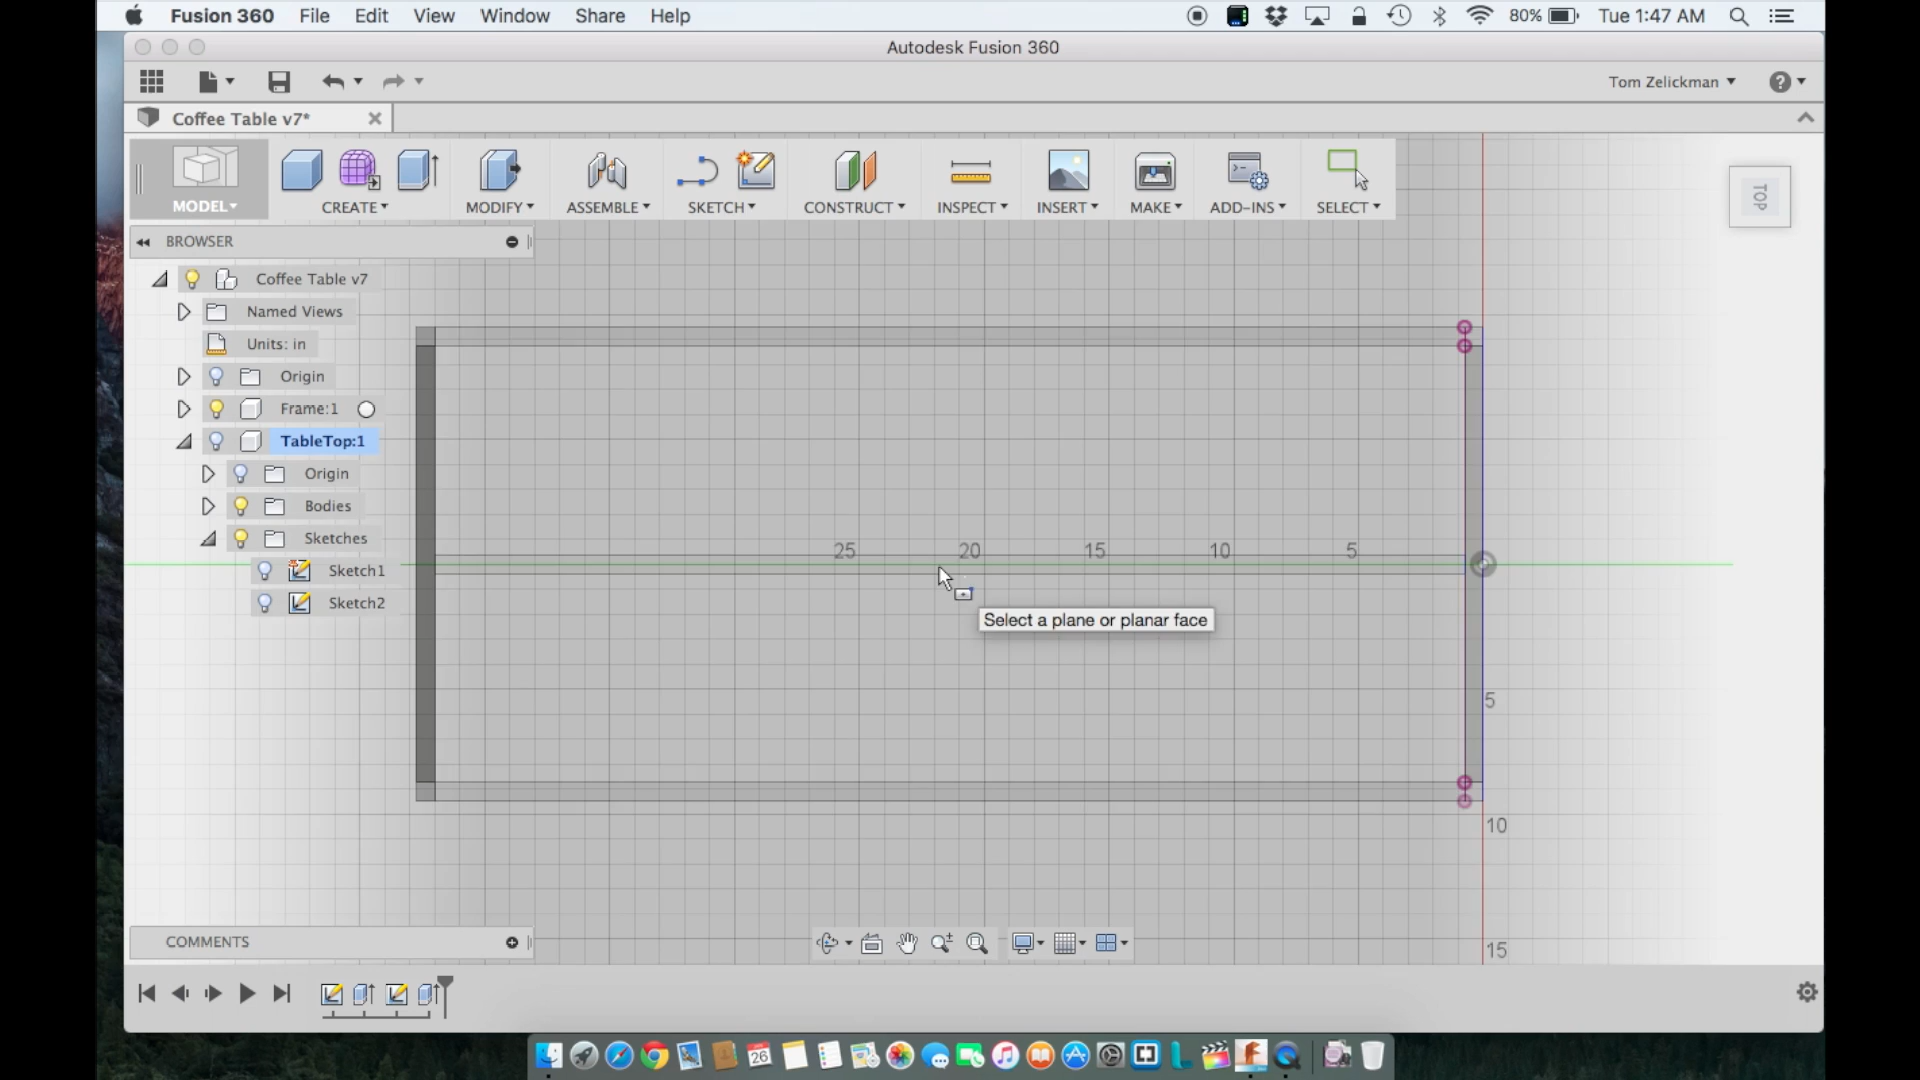 Fusion 360 File Edit View Window Share Help 80% Tue 1:47 AM
Autodesk Fusion 360
Tom Zelickman
Coffee Table v7*
MODEL CREATE MODIFY ASSEMBLE SKETCH CONSTRUCT INSPECT INSERT MAKE ADD-INS SELECT
TOP
BROWSER
Coffee Table v7
Named Views
Units: in
Origin
Frame:1
TableTop:1
Origin
Bodies
Sketches
Sketch1
Sketch2
25 20 15 10 5
Select a plane or planar face
5
10
15
COMMENTS
26